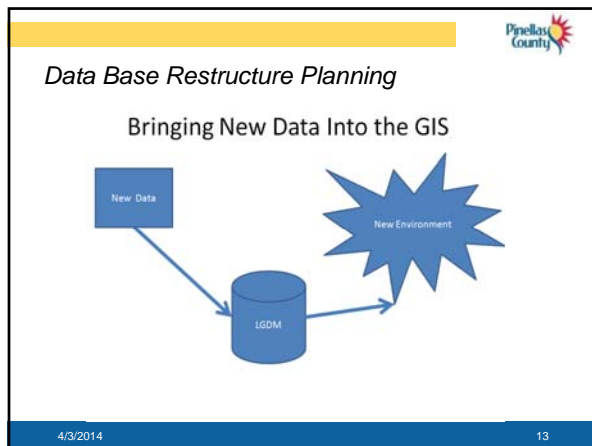 Pinellas
County
Data Base Restructure Planning
Bringing New Data Into the GIS
New Data
New Environment
LGDM
4/3/2014
13